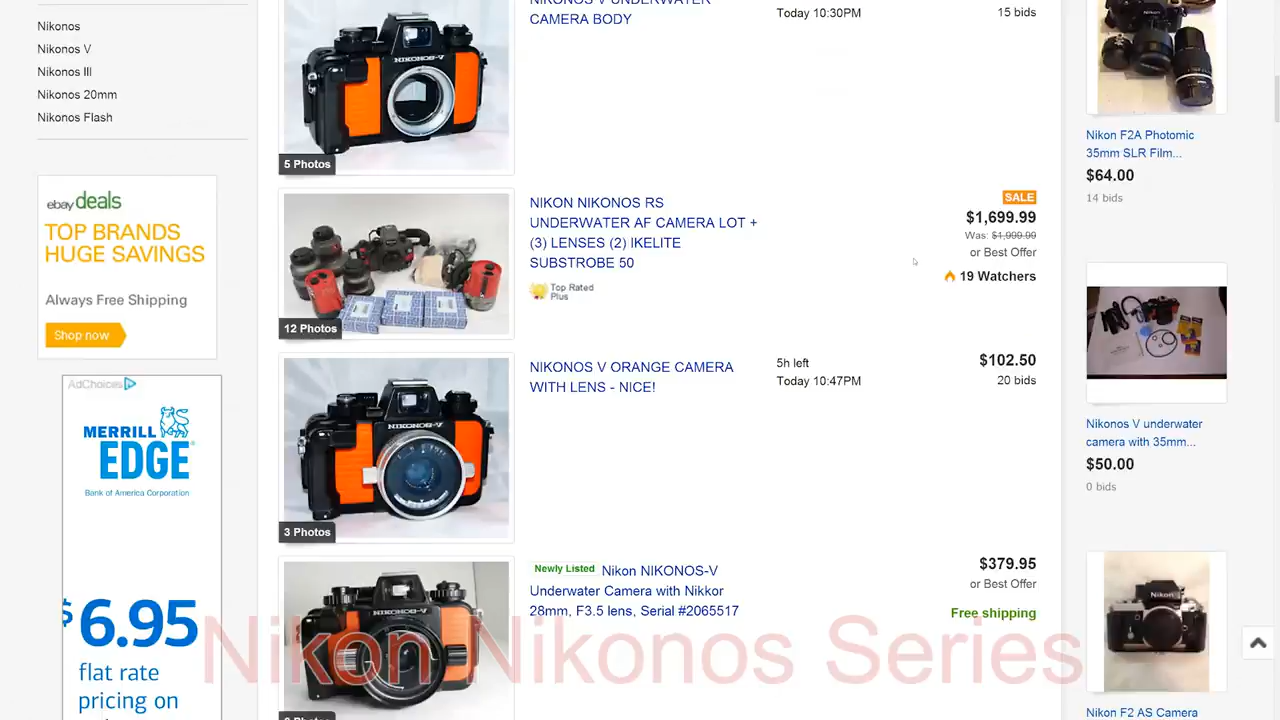 Nikonos
Nikonos V
Nikonos III
Nikonos 20mm
Nikonos Flash
ebay deals
TOP BRANDS
HUGE SAVINGS
Always Free Shipping
Shop now
AdChoices
MERRILL
EDGE
Bank of America Corporation
$6.95
flat rate
pricing on
NIKONOS V UNDERWATER
CAMERA BODY
Today 10:30PM
15 bids
NIKONOS-V
5 Photos
NIKON NIKONOS RS
UNDERWATER AF CAMERA LOT +
(3) LENSES (2) IKELITE
SUBSTROBE 50
Top Rated
Plus
SALE
$1,699.99
Was: $1,999.99
or Best Offer
19 Watchers
12 Photos
NIKONOS V ORANGE CAMERA
WITH LENS - NICE!
5h left
Today 10:47PM
$102.50
20 bids
NIKONOS-V
3 Photos
Newly Listed Nikon NIKONOS-V
Underwater Camera with Nikkor
28mm, F3.5 lens, Serial #2065517
$379.95
or Best Offer
Free shipping
NIKONOS-V
Nikon F2A Photomic
35mm SLR Film...
$64.00
14 bids
Nikonos V underwater
camera with 35mm...
$50.00
0 bids
Nikon
Nikon F2 AS Camera
Nikon Nikonos Series